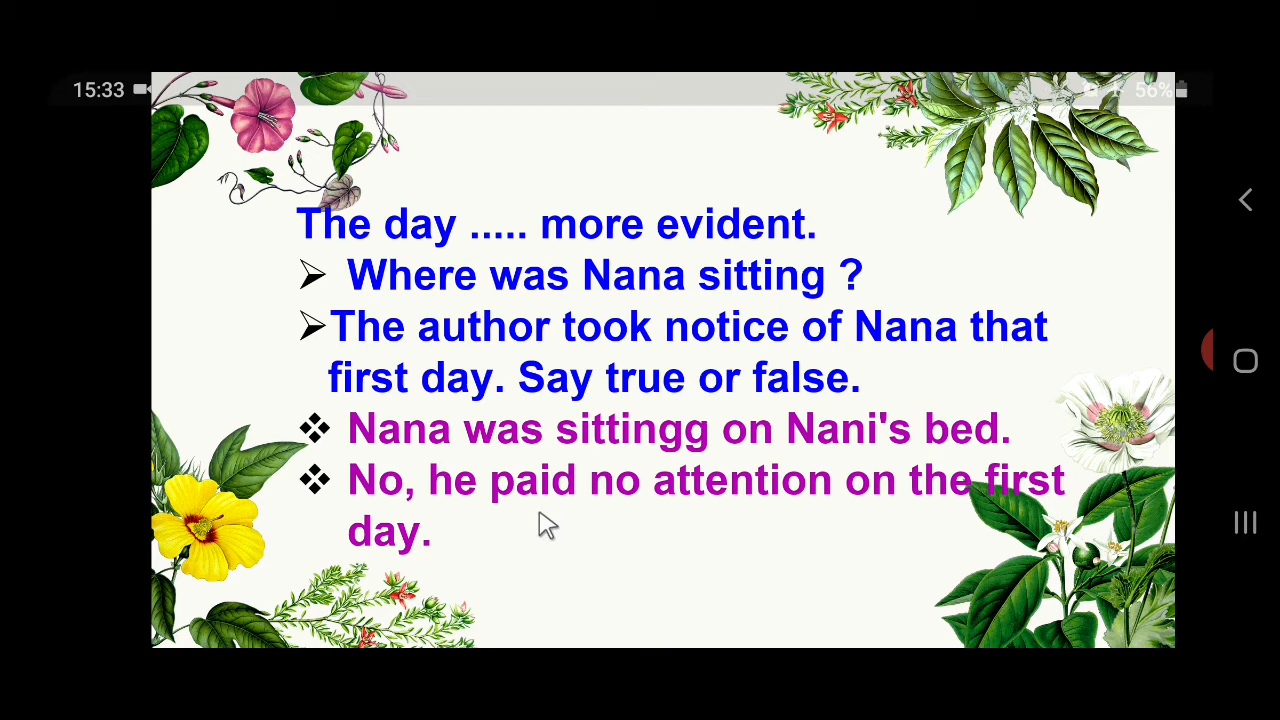 15:33
56%
The day ..... more evident.
Where was Nana sitting ?
The author took notice of Nana that
first day. Say true or false.
Nana was sittingg on Nani's bed.
No, he paid no attention on the first
day.